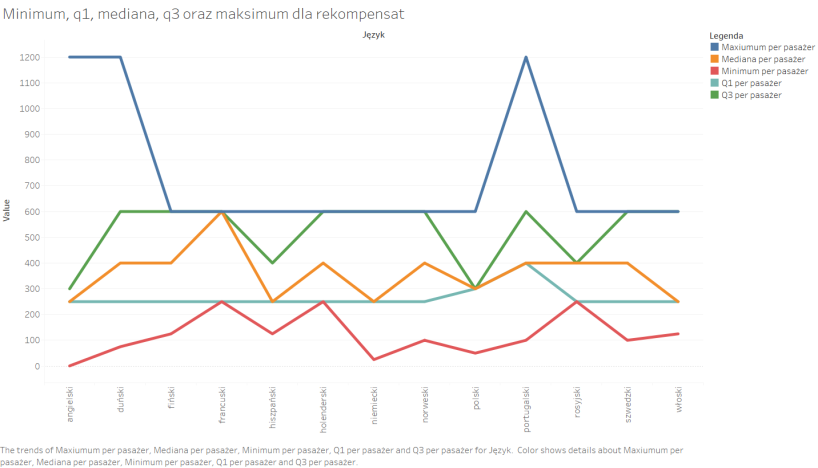 Minimum, q1, mediana, q3 oraz maksimum dla rekompensat
Język
Legenda
Maxiumum per pasażer
Mediana per pasażer
Minimum per pasażer
Q1 per pasażer
Q3 per pasażer
Value
1200
1100
1000
900
800
700
600
500
400
300
200
100
0
angielski
duński
fiński
francuski
hiszpański
holenderski
niemiecki
norweski
polski
portugalski
rosyjski
szwedzki
włoski
The trends of Maxiumum per pasażer, Mediana per pasażer, Minimum per pasażer, Q1 per pasażer and Q3 per pasażer for Język. Color shows details about Maxiumum per
pasażer, Mediana per pasażer, Minimum per pasażer, Q1 per pasażer and Q3 per pasażer.